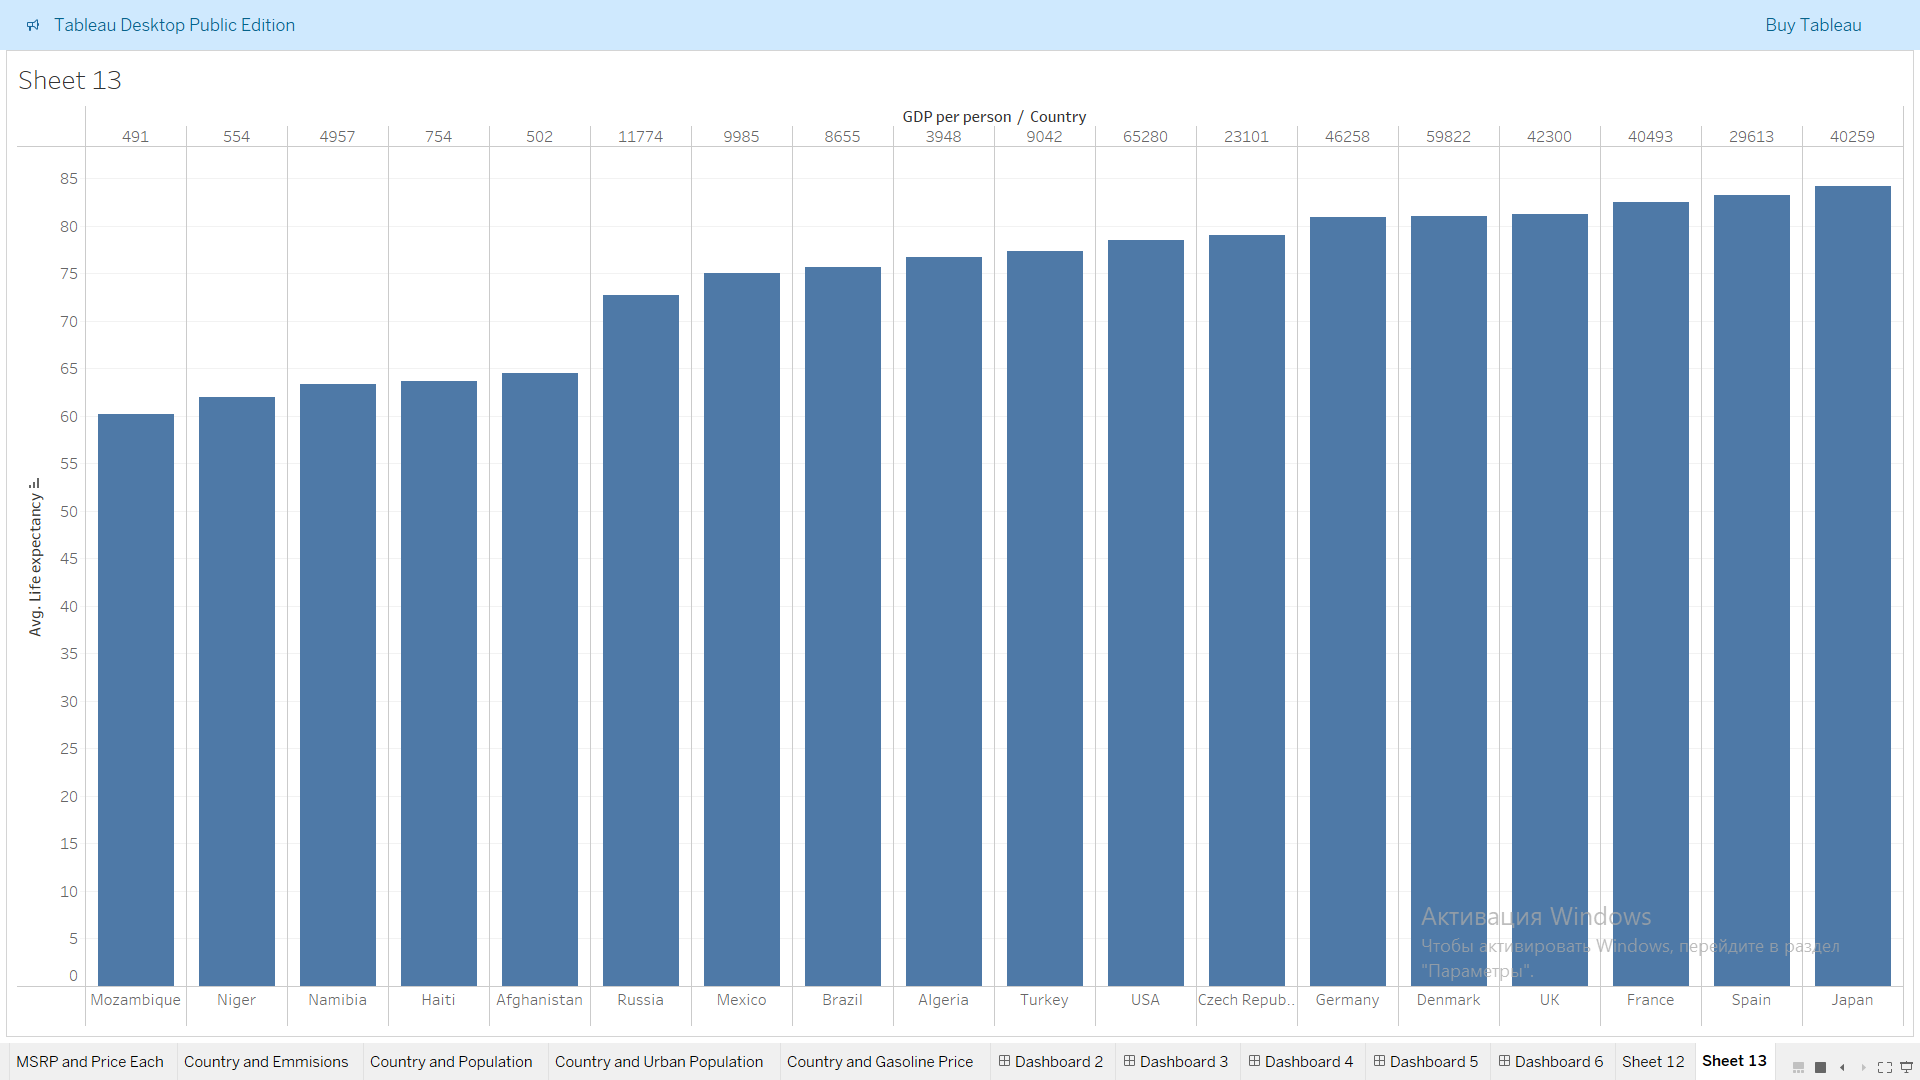 Tableau Desktop Public Edition
Buy Tableau
Sheet 13
GDP per person / Country
491 554 4957 754 502 11774 9985 8655 3948 9042 65280 23101 46258 59822 42300 40493 29613 40259
85
80
75
70
65
60
55
50
45
40
35
30
25
20
15
10
5
0
Avg. Life expectancy
Активация Windows
Чтобы активировать Windows, перейдите в раздел
"Параметры".
Mozambique Niger Namibia Haiti Afghanistan Russia Mexico Brazil Algeria Turkey USA Czech Repub.. Germany Denmark UK France Spain Japan
MSRP and Price Each Country and Emmisions Country and Population Country and Urban Population Country and Gasoline Price Dashboard 2 Dashboard 3 Dashboard 4 Dashboard 5 Dashboard 6 Sheet 12 Sheet 13